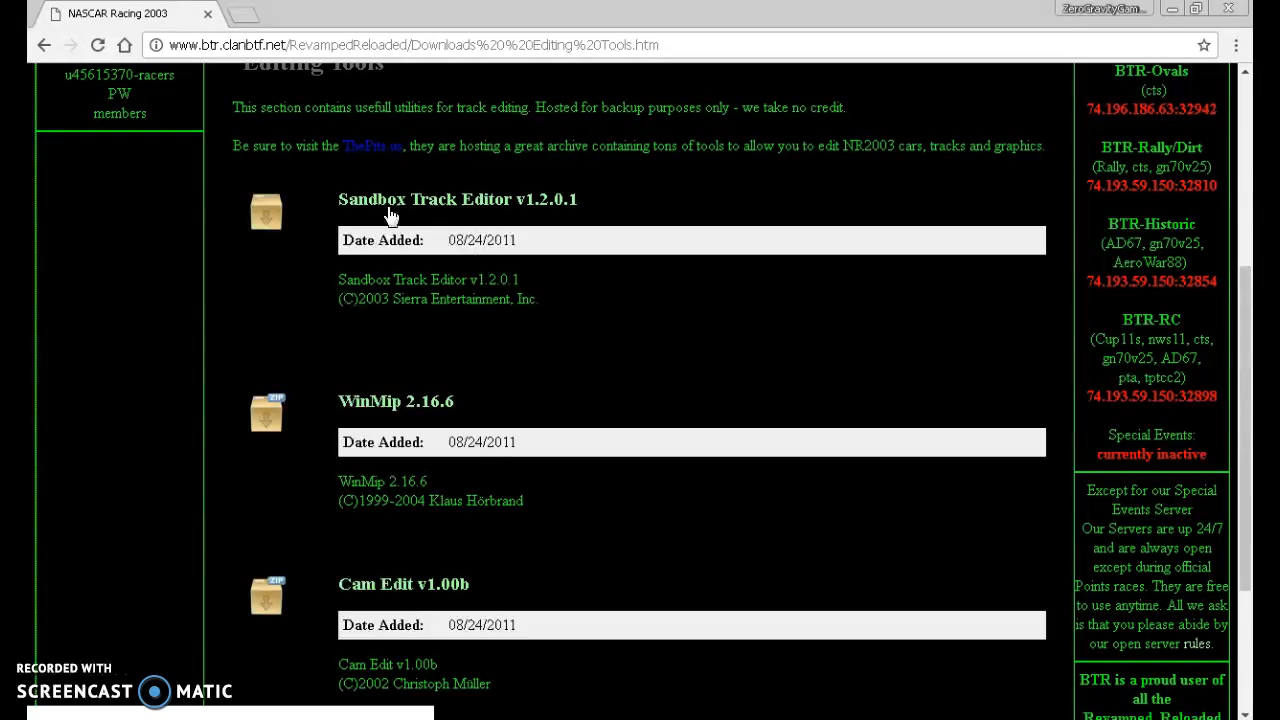 NASCAR Racing 2003
ZeroGravityGam...
www.btr.clanbtf.net/RevampedReloaded/Downloads%20%20Editing%20Tools.htm
u45615370-racers
PW
members
Editing Tools
This section contains usefull utilities for track editing. Hosted for backup purposes only - we take no credit.
Be sure to visit the ThePits.us, they are hosting a great archive containing tons of tools to allow you to edit NR2003 cars, tracks and graphics.
Sandbox Track Editor v1.2.0.1
Date Added: 08/24/2011
Sandbox Track Editor v1.2.0.1
(C)2003 Sierra Entertainment, Inc.
ZIP
WinMip 2.16.6
Date Added: 08/24/2011
WinMip 2.16.6
(C)1999-2004 Klaus Hörbrand
ZIP
Cam Edit v1.00b
Date Added: 08/24/2011
Cam Edit v1.00b
(C)2002 Christoph Müller
BTR-Ovals
(cts)
74.196.186.63:32942
BTR-Rally/Dirt
(Rally, cts, gn70v25)
74.193.59.150:32810
BTR-Historic
(AD67, gn70v25,
AeroWar88)
74.193.59.150:32854
BTR-RC
(Cup11s, nws11, cts,
gn70v25, AD67,
pta, tptcc2)
74.193.59.150:32898
Special Events:
currently inactive
Except for our Special
Events Server
Our Servers are up 24/7
and are always open
except during official
Points races. They are free
to use anytime. All we ask
is that you please abide by
our open server rules.
BTR is a proud user of
all the
Revamped_Reloaded
RECORDED WITH
SCREENCAST MATIC